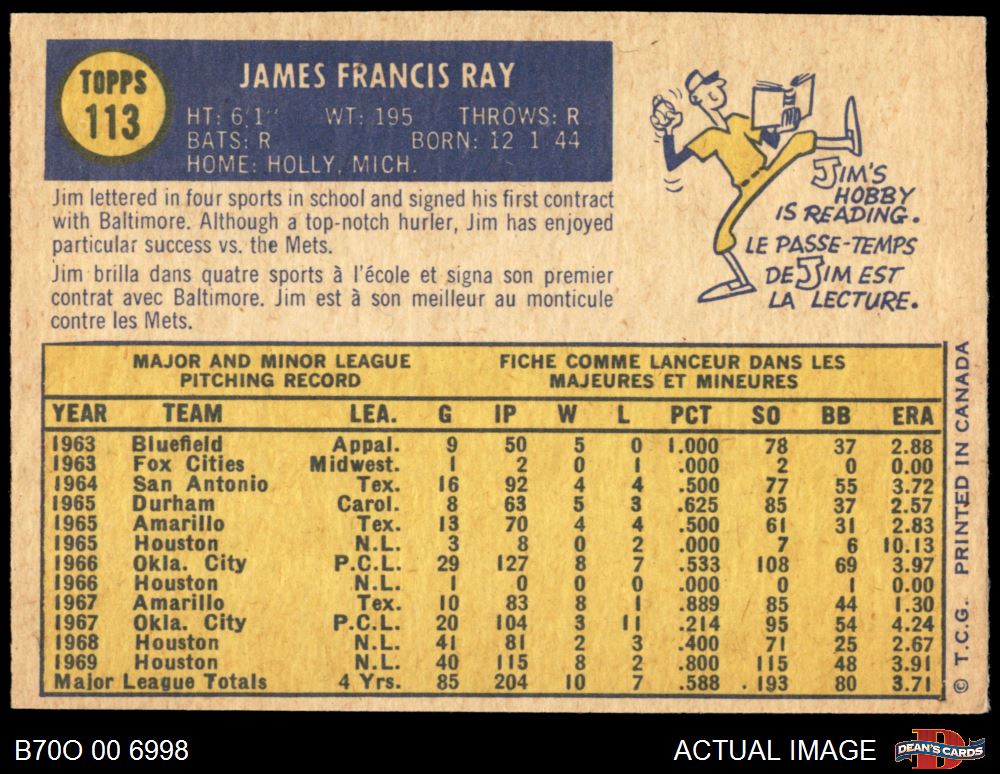 TOPPS
113
JAMES FRANCIS RAY
HT: 6'1" WT: 195 THROWS: R
BATS: R BORN: 12 1 44
HOME: HOLLY, MICH.
Jim lettered in four sports in school and signed his first contract
with Baltimore. Although a top-notch hurler, Jim has enjoyed
particular success vs. the Mets.
Jim brilla dans quatre sports à l'école et signa son premier
contrat avec Baltimore. Jim est à son meilleur au monticule
contre les Mets.
JIM'S
HOBBY
IS READING.
LE PASSE-TEMPS
DE JIM EST
LA LECTURE.
MAJOR AND MINOR LEAGUE
PITCHING RECORD
FICHE COMME LANCEUR DANS LES
MAJEURES ET MINEURES
YEAR TEAM LEA. G IP W L PCT SO BB ERA
1963 Bluefield Appal. 9 50 5 0 1.000 78 37 2.88
1963 Fox Cities Midwest. 1 2 0 1 .000 2 0 0.00
1964 San Antonio Tex. 16 92 4 4 .500 77 55 3.72
1965 Durham Carol. 8 63 5 3 .625 85 37 2.57
1965 Amarillo Tex. 13 70 4 4 .500 61 31 2.83
1965 Houston N.L. 3 8 0 2 .000 7 6 10.13
1966 Okla. City P.C.L. 29 127 8 7 .533 108 69 3.97
1966 Houston N.L. 1 0 0 0 .000 0 1 0.00
1967 Amarillo Tex. 10 83 8 1 .889 85 44 1.30
1967 Okla. City P.C.L. 20 104 3 11 .214 95 54 4.24
1968 Houston N.L. 41 81 2 3 .400 71 25 2.67
1969 Houston N.L. 40 115 8 2 .800 115 48 3.91
Major League Totals 4 Yrs. 85 204 10 7 .588 193 80 3.71
© T.C.G. PRINTED IN CANADA
B70O 00 6998
ACTUAL IMAGE
DEAN'S CARDS